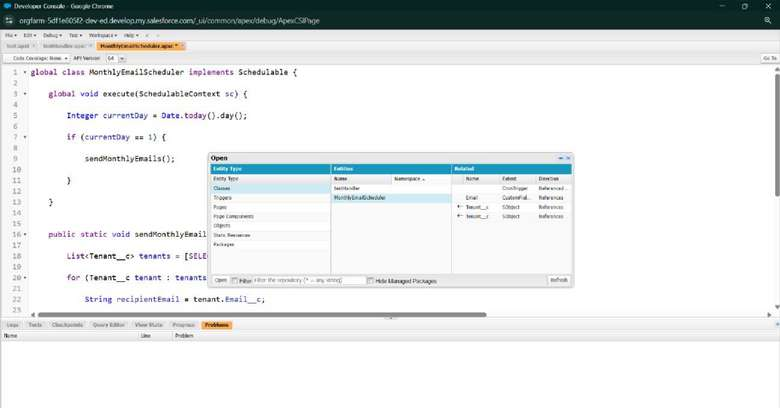 Developer Console - Google Chrome
orgfarm-5df1e605f2-dev-ed.develop.my.salesforce.com/_ui/common/apex/debug/ApexCSIPage
File Edit Debug Test Workspace Help < >
MonthlyEmailScheduler.apxc *
Code Coverage: None API Version: 64 Go To
1 global class MonthlyEmailScheduler implements Schedulable {
2
3 global void execute(SchedulableContext sc) {
4
5 Integer currentDay = Date.today().day();
6
7 if (currentDay == 1) {
8
9 sendMonthlyEmails();
10
11 }
12
13 }
14
15
16 public static void sendMonthlyEmail
17
18 List<Tenant__c> tenants = [SELE
19
20 for (Tenant__c tenant : tenants
21
22 String recipientEmail = tenant.Email__c;
23
Open
Entity Type Entities Related
Entity Type Name Namespace Name Extent Direction
Classes testHandler CronTrigger Referenced ...
Triggers MonthlyEmailScheduler Email CustomFiel... References
Pages Tenant__c SObject References
Page Components Tenant__c SObject References
Objects
Static Resources
Packages
Open Filter Filter the repository (* = any string) Hide Managed Packages Refresh
Logs Tests Checkpoints Query Editor View State Progress Problems
Name Line Problem